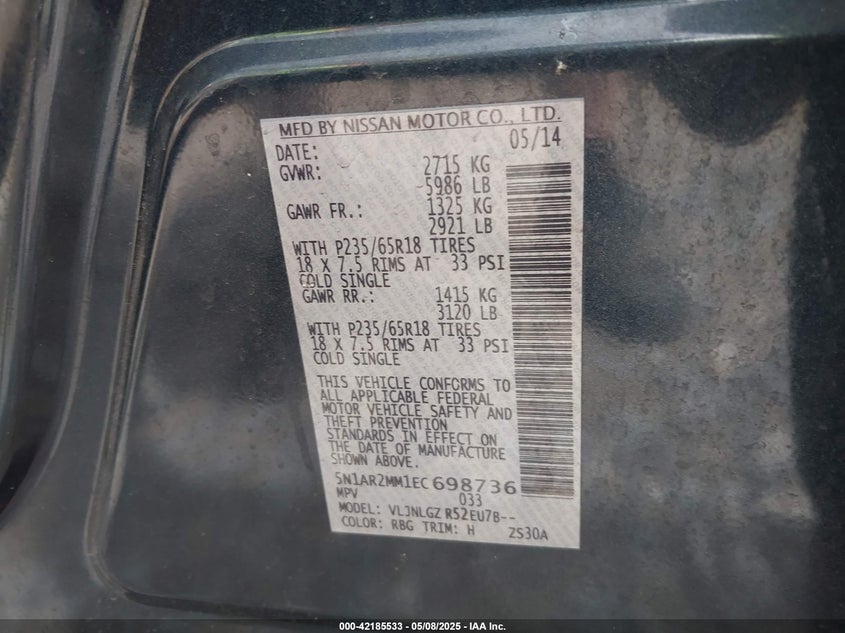 MFD BY NISSAN MOTOR CO., LTD.
DATE: 05/14
GVWR: 2715 KG
5986 LB
GAWR FR.: 1325 KG
2921 LB
WITH P235/65R18 TIRES
18 X 7.5 RIMS AT 33 PSI
COLD SINGLE
GAWR RR.: 1415 KG
3120 LB
WITH P235/65R18 TIRES
18 X 7.5 RIMS AT 33 PSI
COLD SINGLE
THIS VEHICLE CONFORMS TO
ALL APPLICABLE FEDERAL
MOTOR VEHICLE SAFETY AND
THEFT PREVENTION
STANDARDS IN EFFECT ON
THE DATE OF MANUFACTURE
SHOWN ABOVE.
5N1AR2MM1EC698736
MPV 033
MODEL: VLJNLGZ R52EU7B--
COLOR: RBG TRIM: H ZS30A
000-42185533 - 05/08/2025 - IAA Inc.